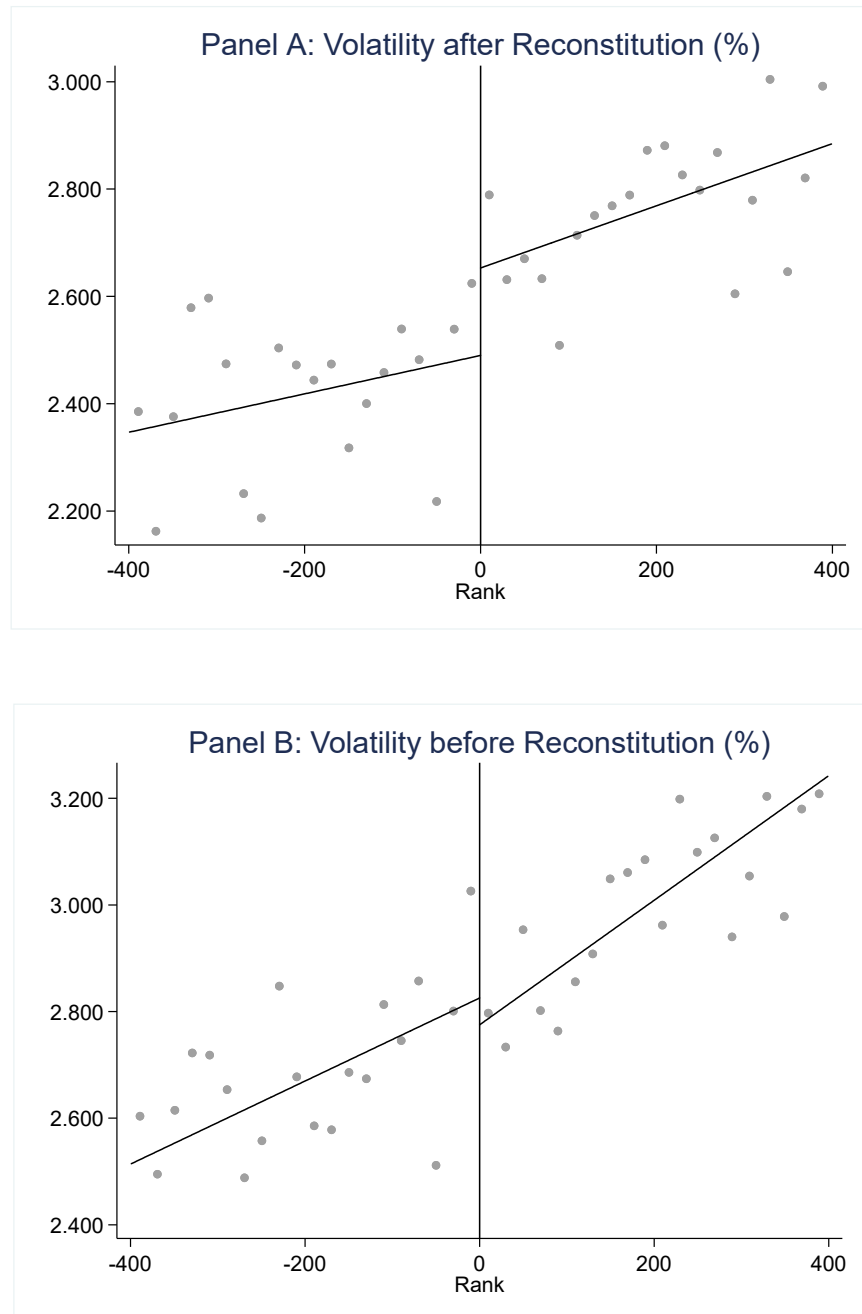 Panel A: Volatility after Reconstitution (%)
3.000
2.800
2.600
2.400
2.200
-400 -200 0 200 400
Rank
Panel B: Volatility before Reconstitution (%)
3.200
3.000
2.800
2.600
2.400
-400 -200 0 200 400
Rank